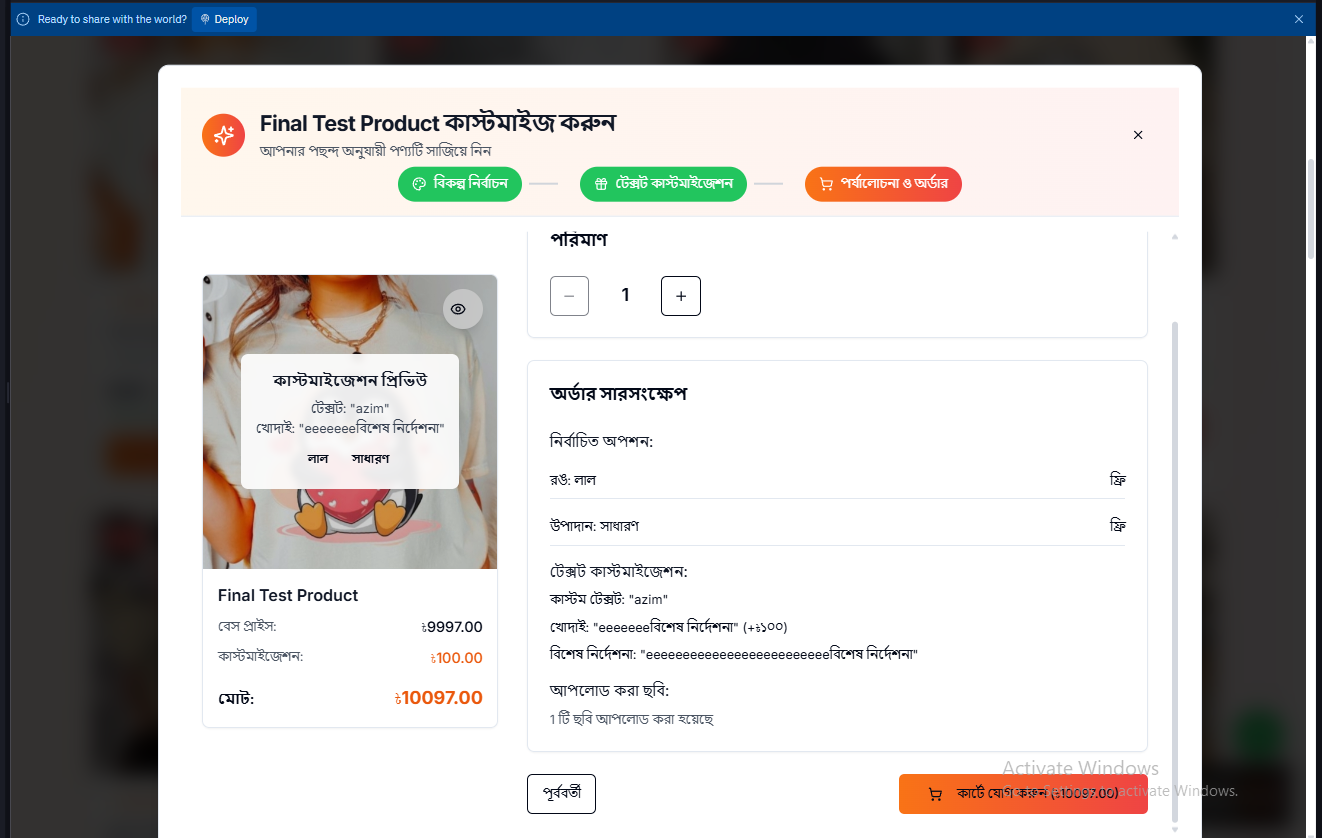 Ready to share with the world? Deploy
Final Test Product কাস্টমাইজ করুন
আপনার পছন্দ অনুযায়ী পণ্যটি সাজিয়ে নিন
বিকল্প নির্বাচন
টেক্সট কাস্টমাইজেশন
পর্যালোচনা ও অর্ডার
কাস্টমাইজেশন প্রিভিউ
টেক্সট: "azim"
খোদাই: "eeeeeeeবিশেষ নির্দেশনা"
লাল সাধারণ
Final Test Product
বেস প্রাইস: ৳9997.00
কাস্টমাইজেশন: ৳100.00
মোট: ৳10097.00
পরিমাণ
1
অর্ডার সারসংক্ষেপ
নির্বাচিত অপশন:
রঙ: লাল ফ্রি
উপাদান: সাধারণ ফ্রি
টেক্সট কাস্টমাইজেশন:
কাস্টম টেক্সট: "azim"
খোদাই: "eeeeeeeবিশেষ নির্দেশনা" (+৳১০০)
বিশেষ নির্দেশনা: "eeeeeeeeeeeeeeeeeeeeeeeeeবিশেষ নির্দেশনা"
আপলোড করা ছবি:
1 টি ছবি আপলোড করা হয়েছে
পূর্ববর্তী
কার্টে যোগ করুন (৳10097.00)
Activate Windows
Go to Settings to activate Windows.